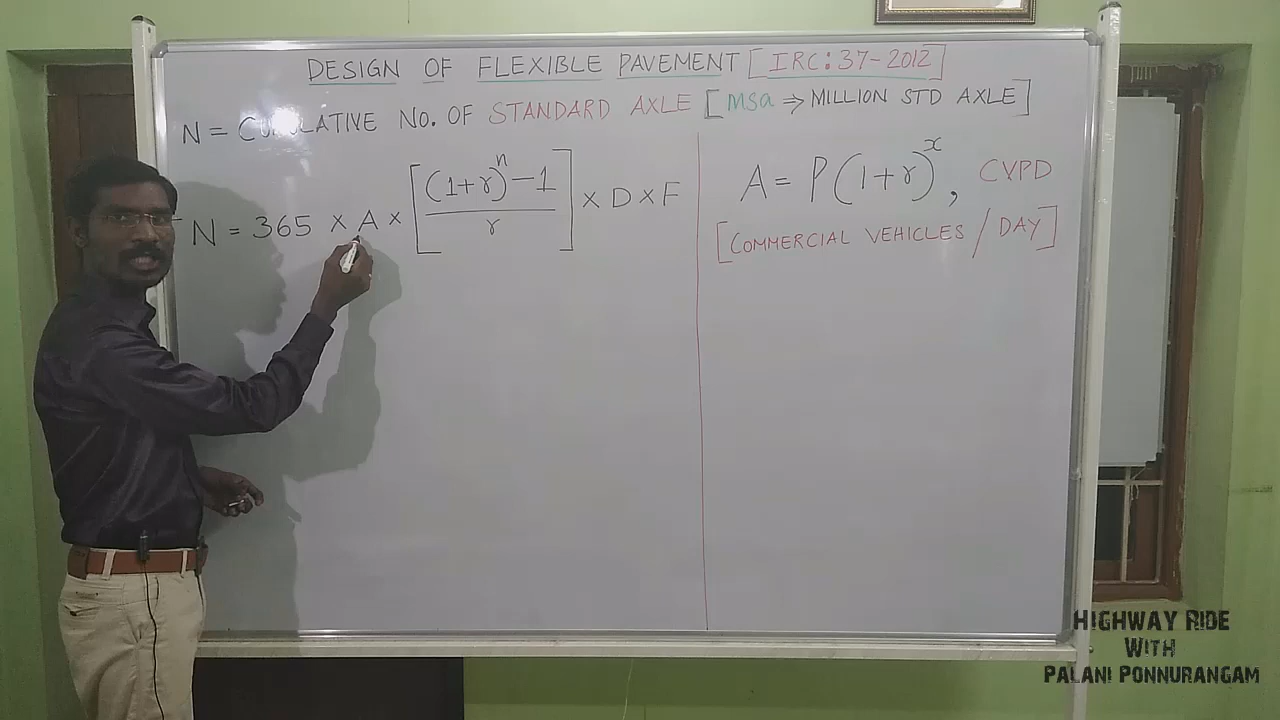 DESIGN OF FLEXIBLE PAVEMENT [IRC:37-2012]
N = CUMULATIVE NO. OF STANDARD AXLE [MSa ⇒ MILLION STD AXLE]
N = 365 × A × [((1+r)^n - 1) / r] × D × F
A = P(1+r)^x, CVPD
[COMMERCIAL VEHICLES / DAY]
HIGHWAY RIDE
WITH
PALANI PONNURANGAM